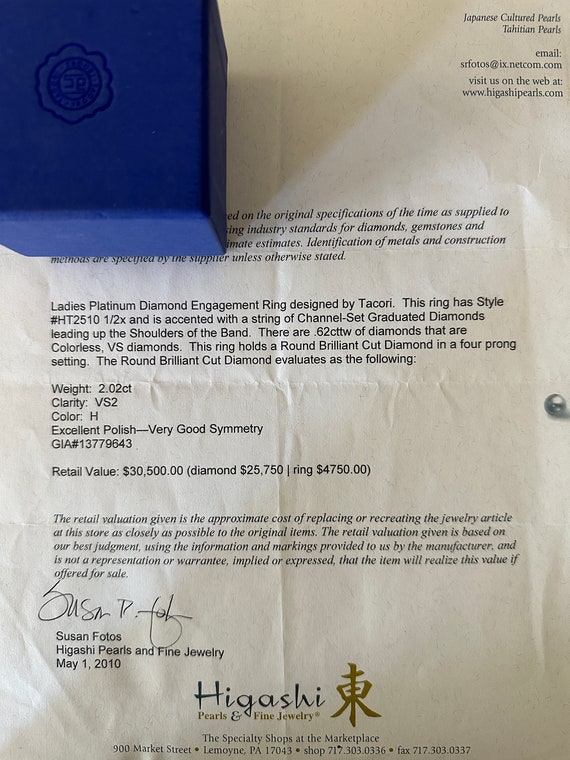 Japanese Cultured Pearls
Tahitian Pearls
email:
srfotos@ix.netcom.com
visit us on the web at:
www.higashipearls.com
ed on the original specifications of the time as supplied to
ing industry standards for diamonds, gemstones and
imate estimates. Identification of metals and construction
methods are specified by the supplier unless otherwise stated.
Ladies Platinum Diamond Engagement Ring designed by Tacori. This ring has Style
#HT2510 1/2x and is accented with a string of Channel-Set Graduated Diamonds
leading up the Shoulders of the Band. There are .62cttw of diamonds that are
Colorless, VS diamonds. This ring holds a Round Brilliant Cut Diamond in a four prong
setting. The Round Brilliant Cut Diamond evaluates as the following:
Weight: 2.02ct
Clarity: VS2
Color: H
Excellent Polish—Very Good Symmetry
GIA#13779643
Retail Value: $30,500.00 (diamond $25,750 | ring $4750.00)
The retail valuation given is the approximate cost of replacing or recreating the jewelry article
at this store as closely as possible to the original items. The retail valuation given is based on
our best judgment, using the information and markings provided to us by the manufacturer, and
is not a representation or warrantee, implied or expressed, that the item will realize this value if
offered for sale.
Susan D. Fotos
Susan Fotos
Higashi Pearls and Fine Jewelry
May 1, 2010
Higashi 東
Pearls & Fine Jewelry®
The Specialty Shops at the Marketplace
900 Market Street • Lemoyne, PA 17043 • shop 717.303.0336 • fax 717.303.0337